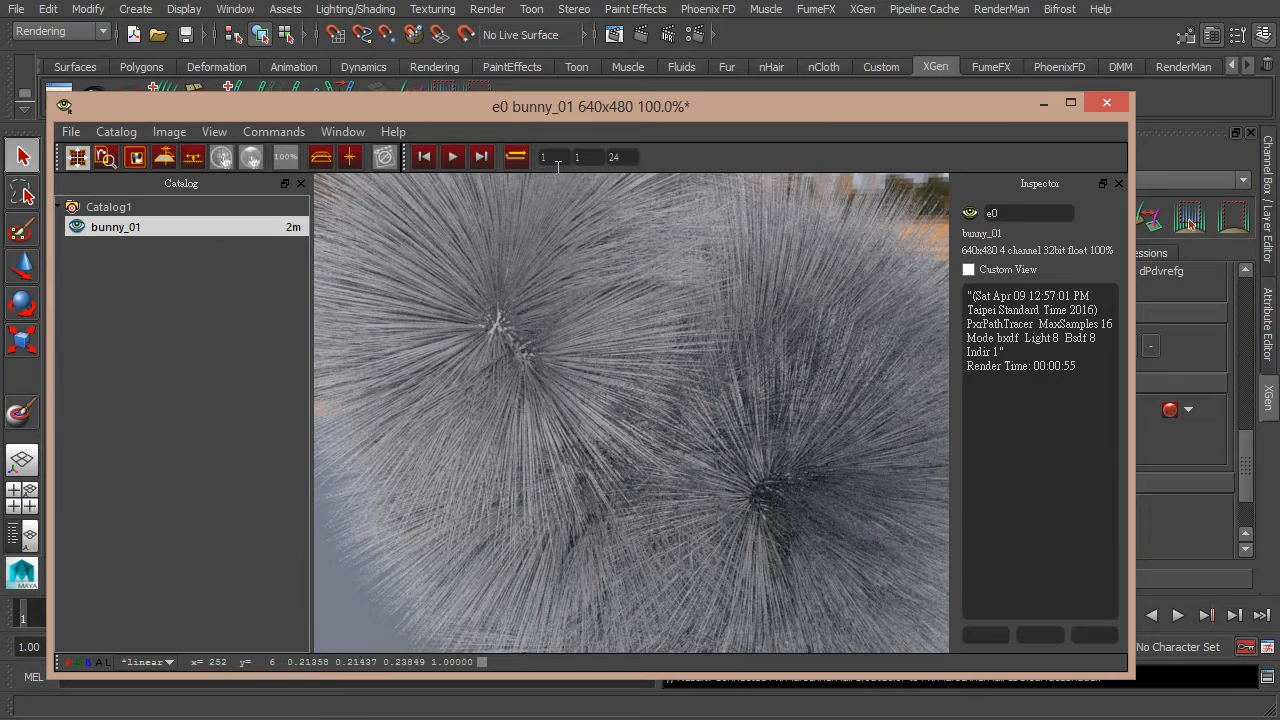 File Edit Modify Create Display Window Assets Lighting/Shading Texturing Render Toon Stereo Paint Effects Phoenix FD Muscle FumeFX XGen Pipeline Cache RenderMan Bifrost Help
Rendering
No Live Surface
Surfaces Polygons Deformation Animation Dynamics Rendering PaintEffects Toon Muscle Fluids Fur nHair nCloth Custom XGen FumeFX PhoenixFD DMM RenderMan
e0 bunny_01 640x480 100.0%*
File Catalog Image View Commands Window Help
100%
1 1 24
Catalog
Inspector
Catalog1
bunny_01 2m
e0
bunny_01
640x480 4 channel 32bit float 100%
Custom View
"(Sat Apr 09 12:57:01 PM
Taipei Standard Time 2016)
PxrPathTracer MaxSamples 16
Mode bxdf Light 8 Bsdf 8
Indir 1"
Render Time: 00:00:55
Channel Box / Layer Editor
Attribute Editor
XGen
essions
dPdvrefg
-
MAYA
1
1.00
No Character Set
MEL
R G B A L *linear x= 252 y= 6 0.21358 0.21437 0.23849 1.00000